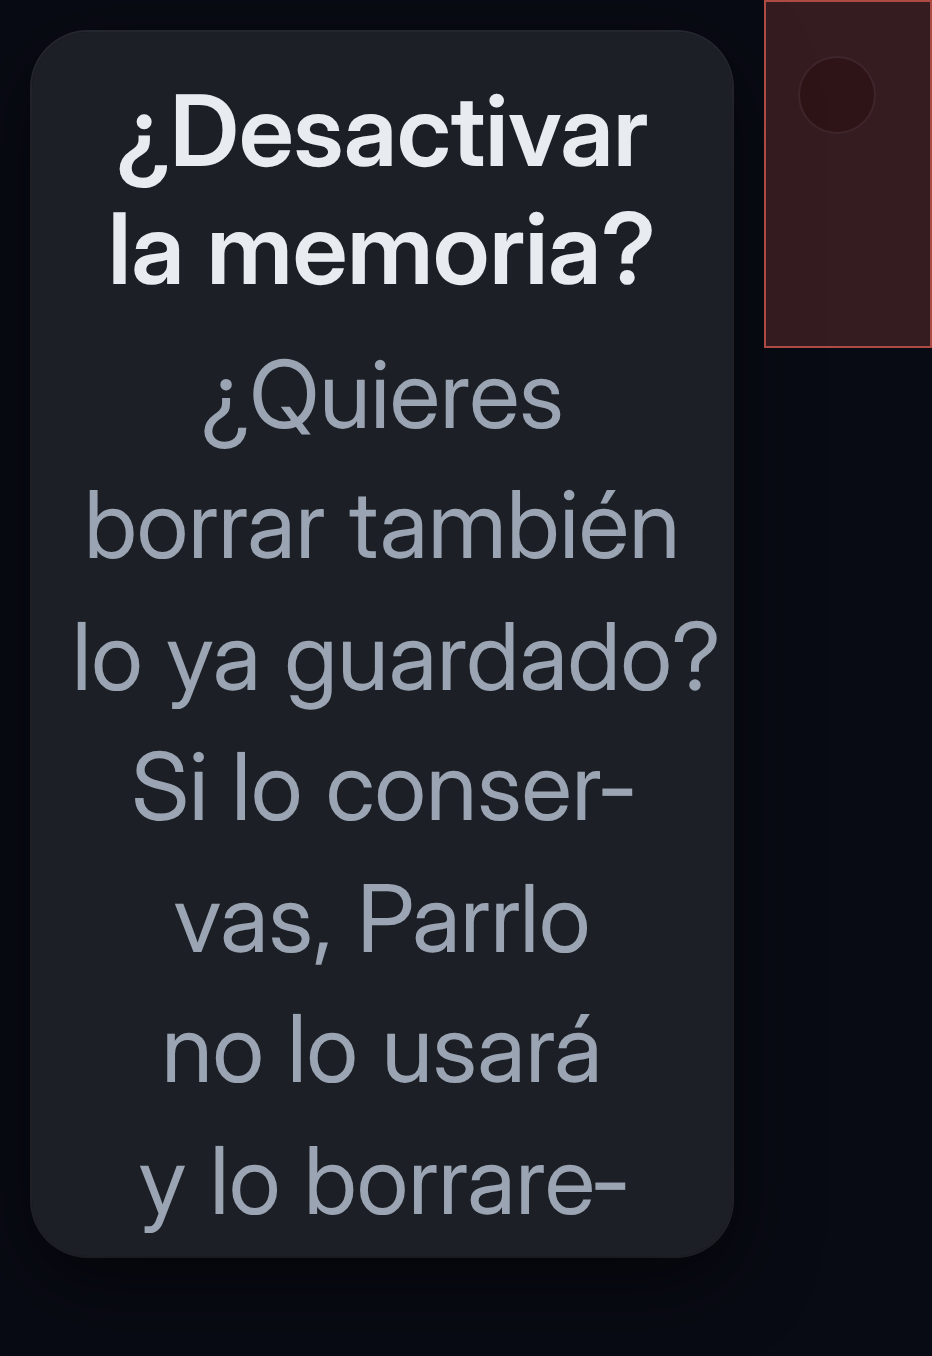 ¿Desactivar
la memoria?
¿Quieres
borrar también
lo ya guardado?
Si lo conser-
vas, Parrlo
no lo usará
y lo borrare-